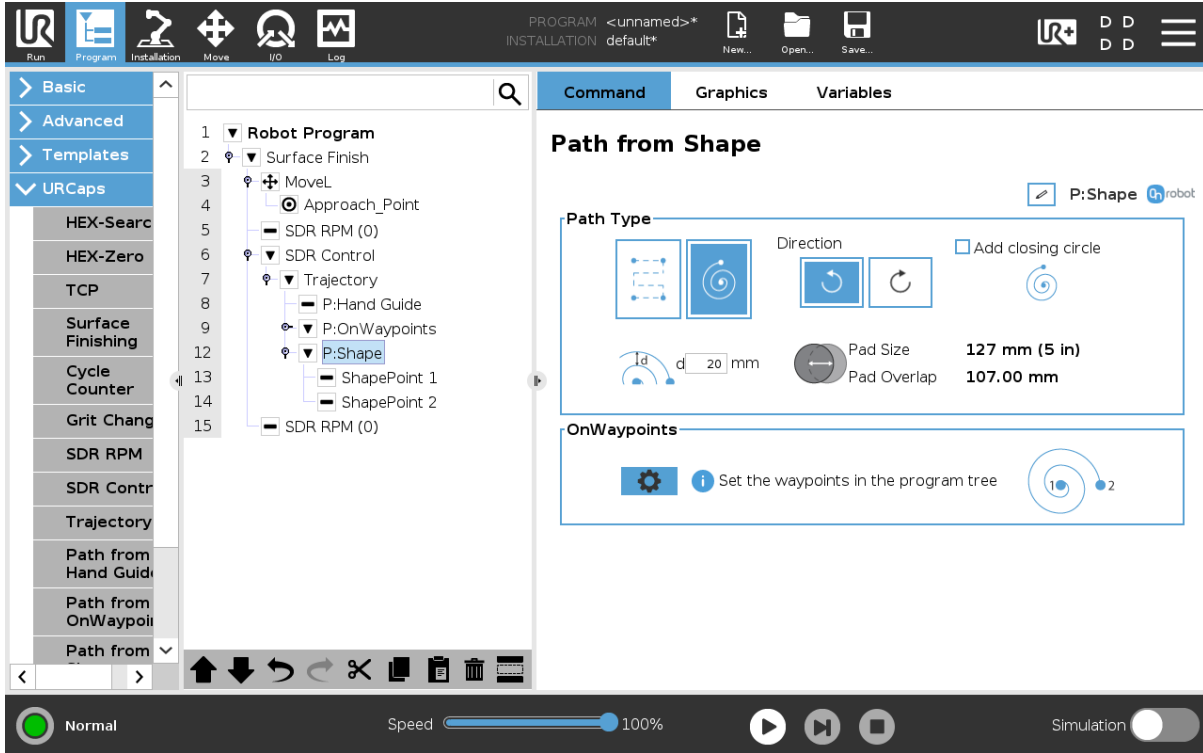 PROGRAM <unnamed>*
INSTALLATION default*
Run Program Installation Move I/O Log
New... Open... Save...
UR+
D D
D D
Basic
Advanced
Templates
URCaps
HEX-Searc
HEX-Zero
TCP
Surface
Finishing
Cycle
Counter
Grit Chang
SDR RPM
SDR Contr
Trajectory
Path from
Hand Guid
Path from
OnWaypoi
Path from
1 Robot Program
2 Surface Finish
3 MoveL
4 Approach_Point
5 SDR RPM (0)
6 SDR Control
7 Trajectory
8 P:Hand Guide
9 P:OnWaypoints
12 P:Shape
13 ShapePoint 1
14 ShapePoint 2
15 SDR RPM (0)
Command Graphics Variables
Path from Shape
P:Shape OnRobot
Path Type
Direction
Add closing circle
d
d 20 mm
Pad Size 127 mm (5 in)
Pad Overlap 107.00 mm
OnWaypoints
i Set the waypoints in the program tree
1 2
Normal
Speed 100%
Simulation